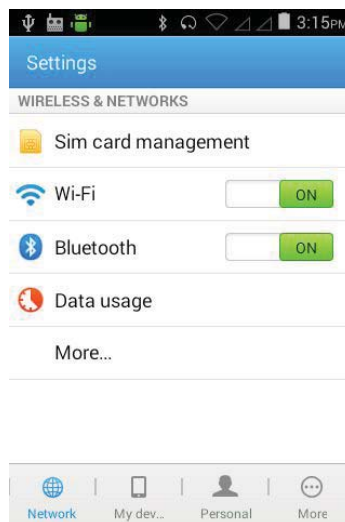 3:15PM
Settings
WIRELESS & NETWORKS
Sim card management
Wi-Fi ON
Bluetooth ON
Data usage
More...
Network My dev... Personal More